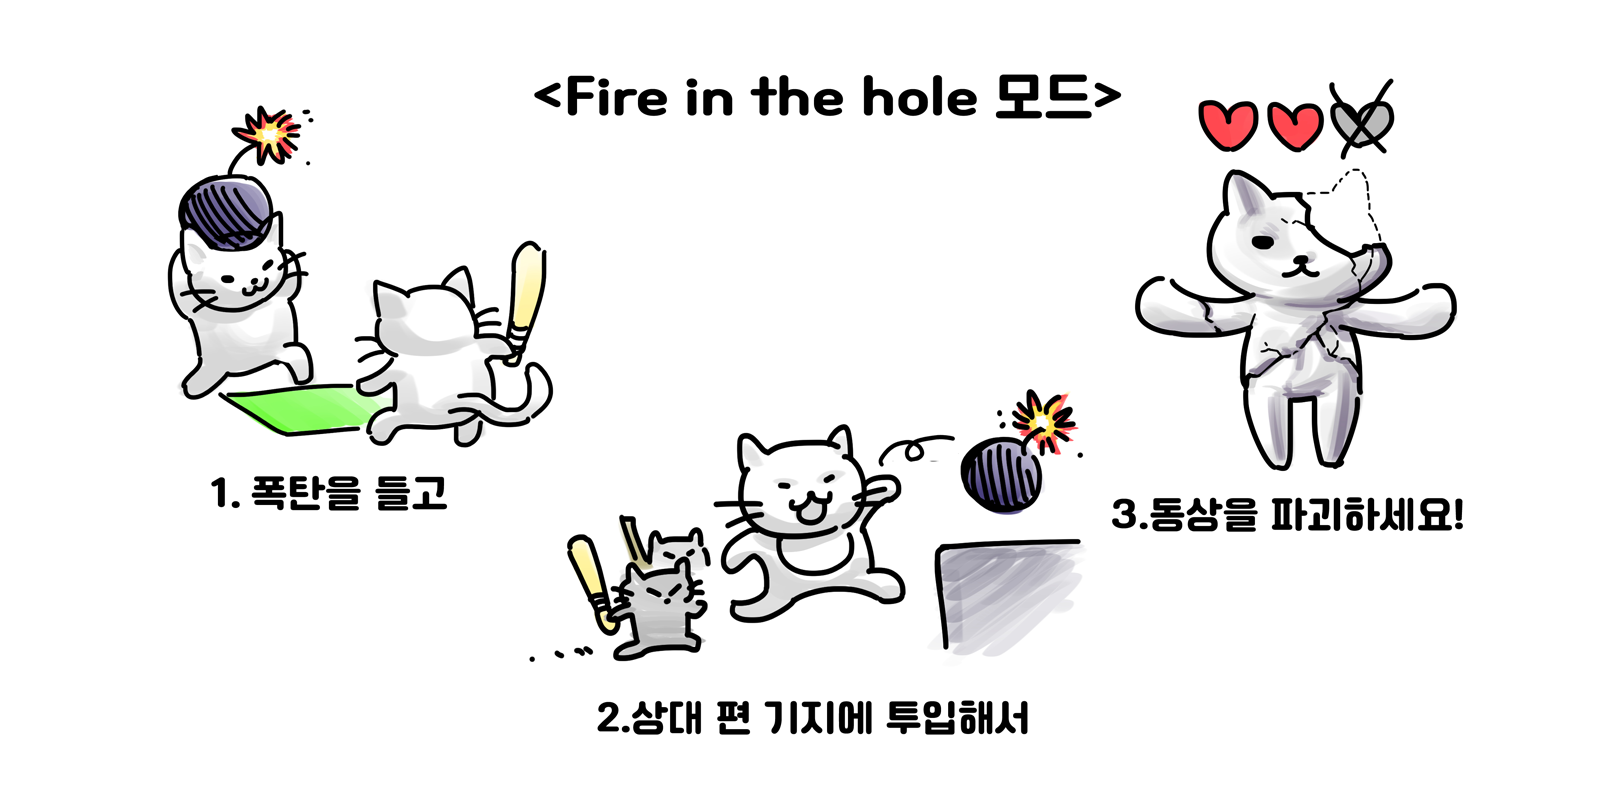 <Fire in the hole 모드>
1. 폭탄을 들고
2.상대 편 기지에 투입해서
3.동상을 파괴하세요!